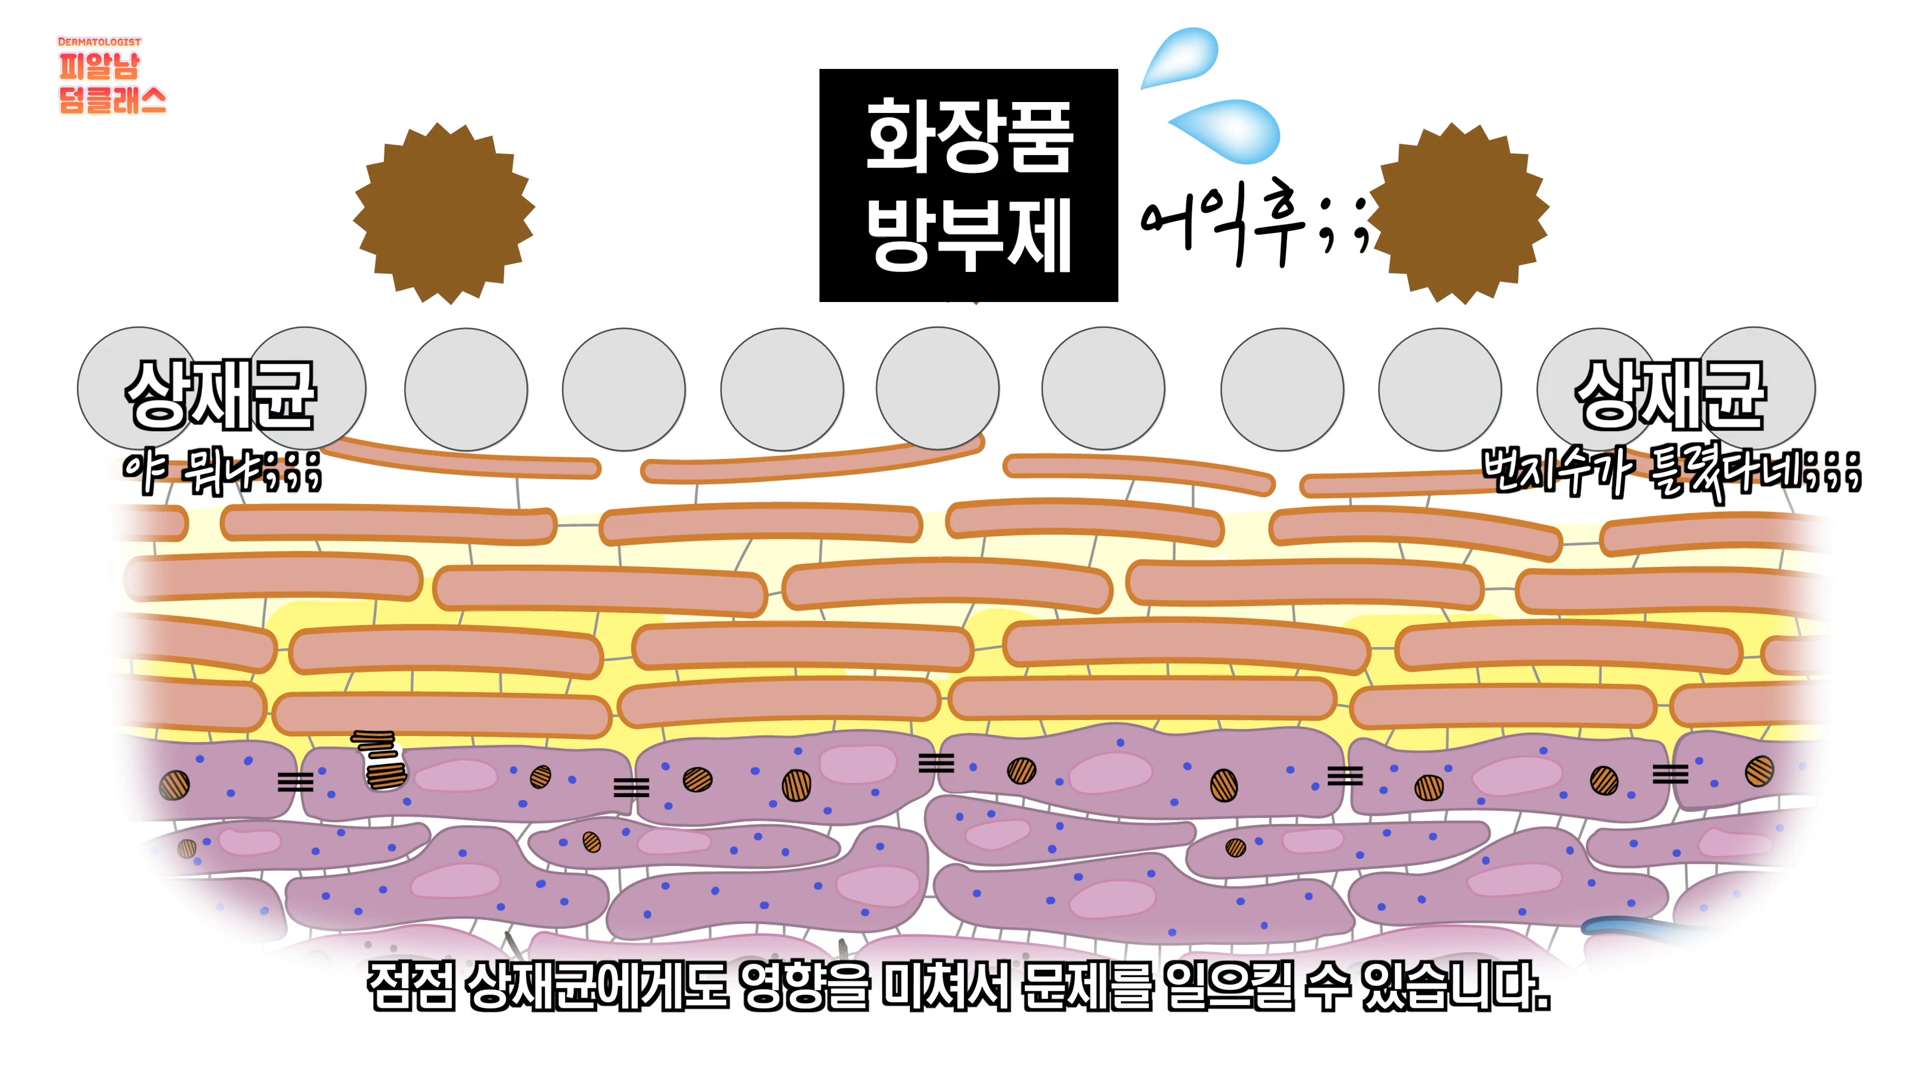 DERMATOLOGIST
피알남
덤클래스
화장품
방부제
어익후;;
상재균
야 뭐냐;;;
상재균
번지수가 틀렸다네;;;
점점 상재균에게도 영향을 미쳐서 문제를 일으킬 수 있습니다.